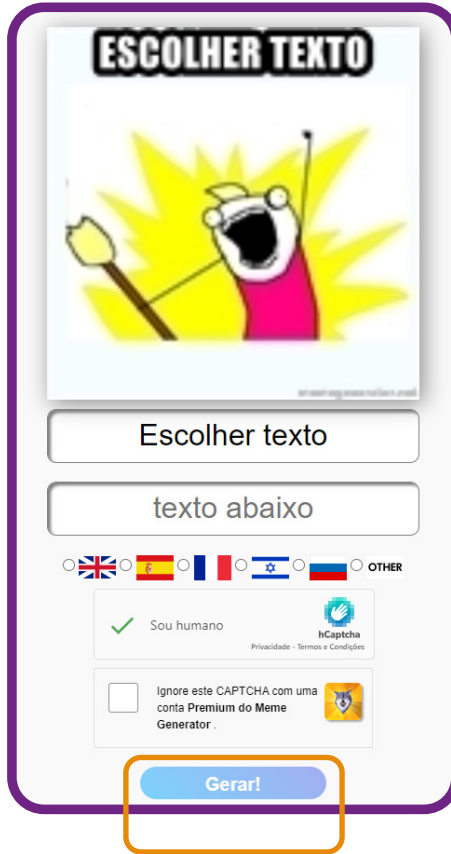 ESCOLHER TEXTO
Escolher texto
texto abaixo
OTHER
Sou humano
hCaptcha
Privacidade - Termos e Condições
Ignore este CAPTCHA com uma
conta Premium do Meme
Generator .
Gerar!